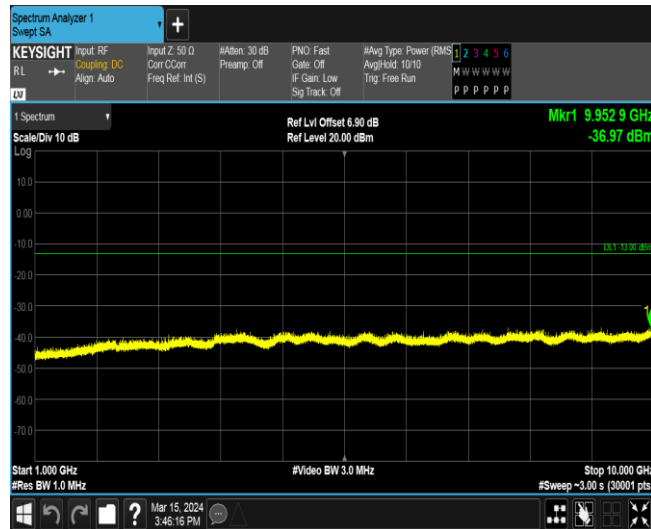 Spectrum Analyzer 1
Swept SA
+
KEYSIGHT
RL
LXI
Input: RF
Coupling: DC
Align: Auto
Input Z: 50 Ω
Corr CCorr
Freq Ref: Int (S)
#Atten: 30 dB
Preamp: Off
PNO: Fast
Gate: Off
IF Gain: Low
Sig Track: Off
#Avg Type: Power (RMS
Avg|Hold: 10/10
Trig: Free Run
1 2 3 4 5 6
M W W W W W
P P P P P P
1 Spectrum
Scale/Div 10 dB
Log
Ref Lvl Offset 6.90 dB
Ref Level 20.00 dBm
Mkr1 9.952 9 GHz
-36.97 dBm
10.0
0.00
-10.0
DL1 -13.00 dBm
-20.0
-30.0
1
-40.0
-50.0
-60.0
-70.0
Start 1.000 GHz
#Res BW 1.0 MHz
#Video BW 3.0 MHz
Stop 10.000 GHz
#Sweep ~3.00 s (30001 pts
?
Mar 15, 2024
3:46:16 PM